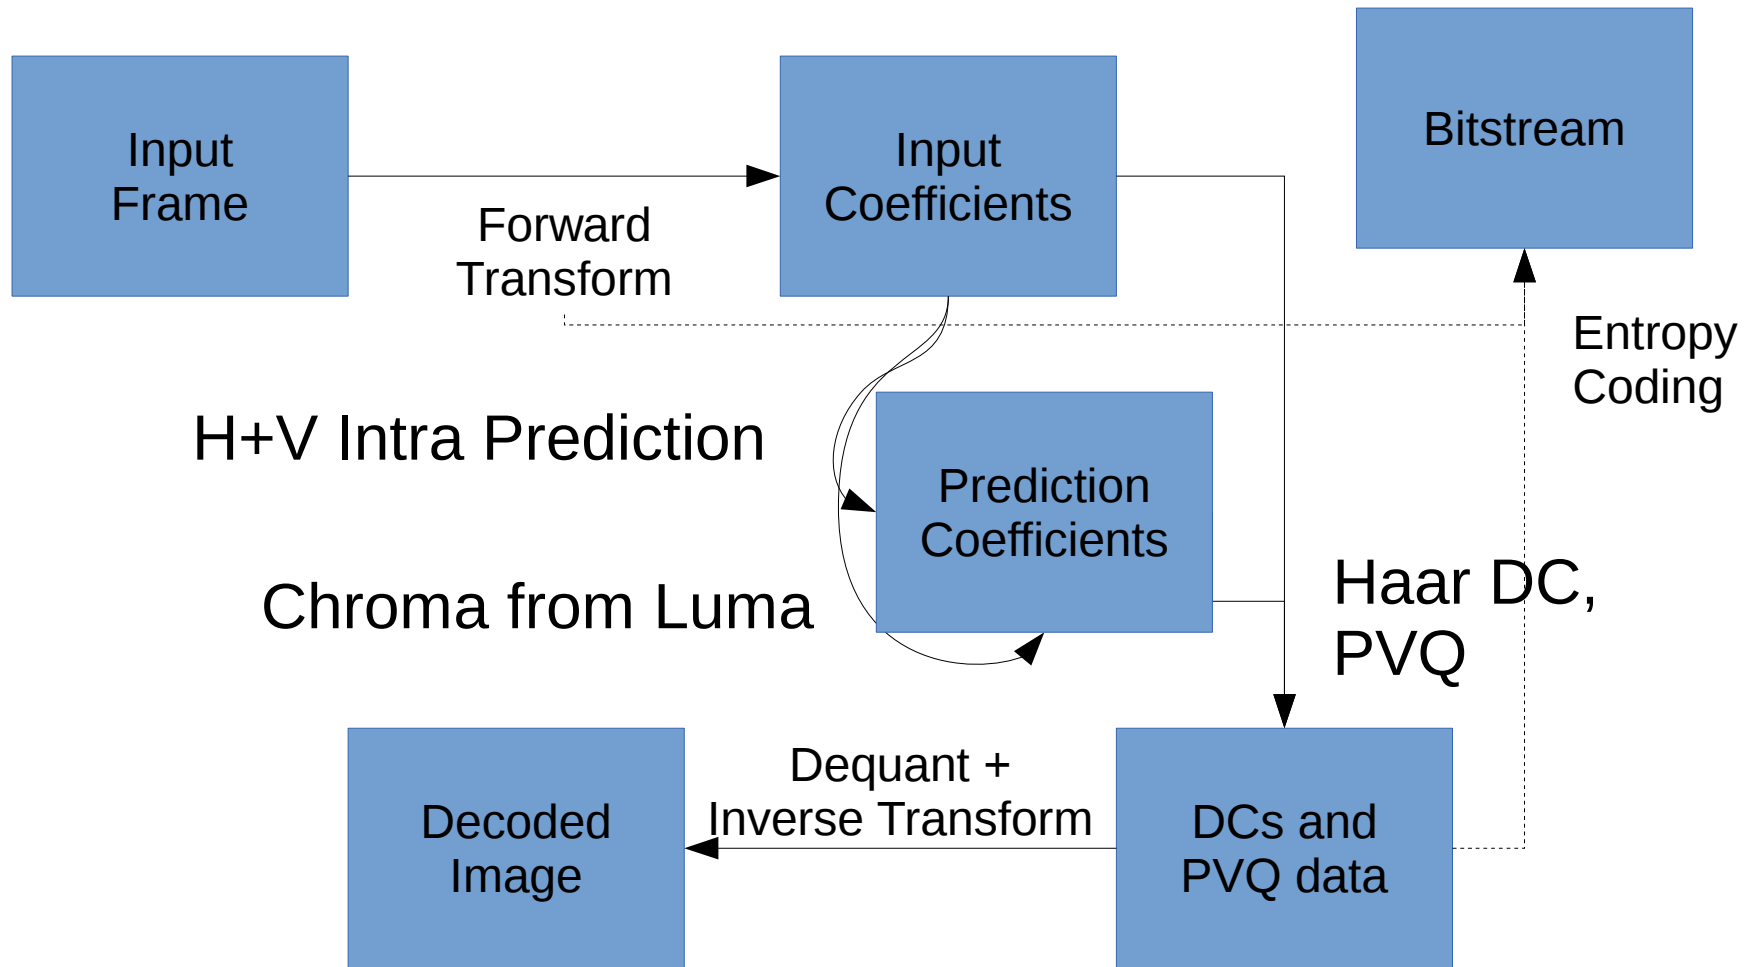 Input
Frame
Forward
Transform
Input
Coefficients
Bitstream
Entropy
Coding
H+V Intra Prediction
Prediction
Coefficients
Chroma from Luma
Haar DC,
PVQ
Decoded
Image
Dequant +
Inverse Transform
DCs and
PVQ data